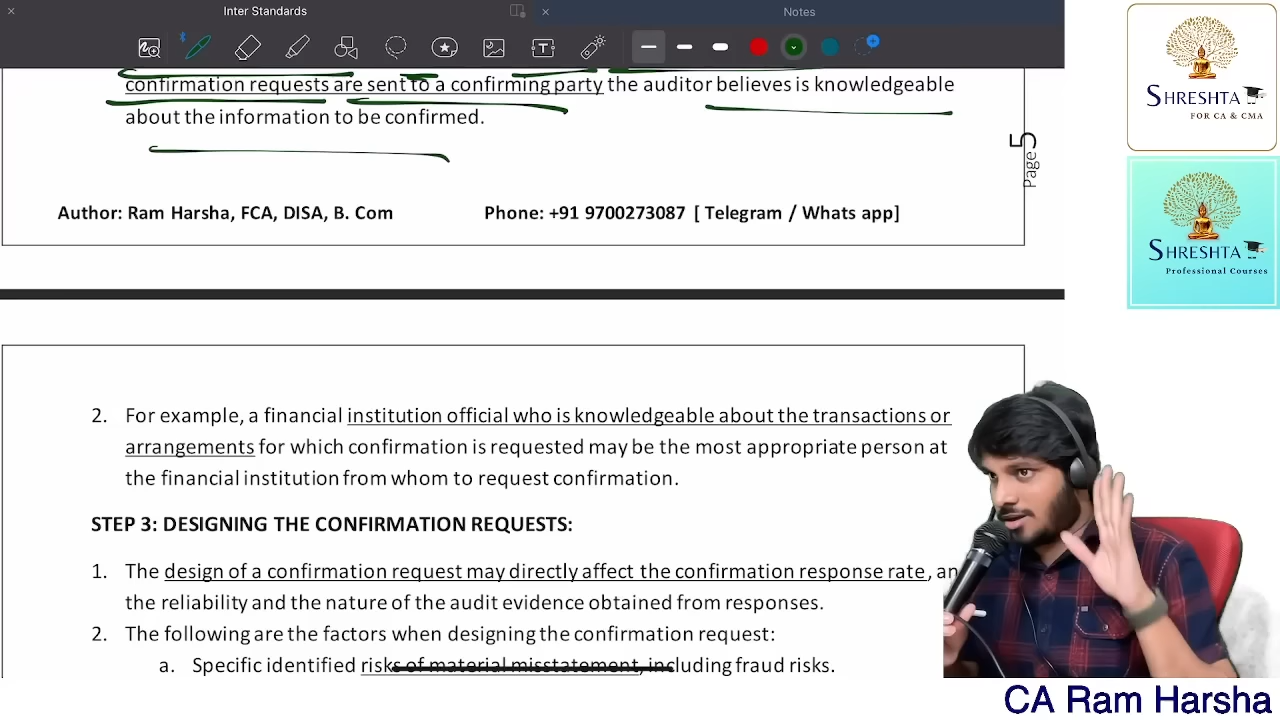 Inter Standards
Notes
confirmation requests are sent to a confirming party the auditor believes is knowledgeable
about the information to be confirmed.
Page 5
Author: Ram Harsha, FCA, DISA, B. Com
Phone: +91 9700273087 [ Telegram / Whats app]
2. For example, a financial institution official who is knowledgeable about the transactions or
arrangements for which confirmation is requested may be the most appropriate person at
the financial institution from whom to request confirmation.
STEP 3: DESIGNING THE CONFIRMATION REQUESTS:
1. The design of a confirmation request may directly affect the confirmation response rate, an
the reliability and the nature of the audit evidence obtained from responses.
2. The following are the factors when designing the confirmation request:
a. Specific identified risks of material misstatement, including fraud risks.
SHRESHTA
FOR CA & CMA
SHRESHTA
Professional Courses
CA Ram Harsha